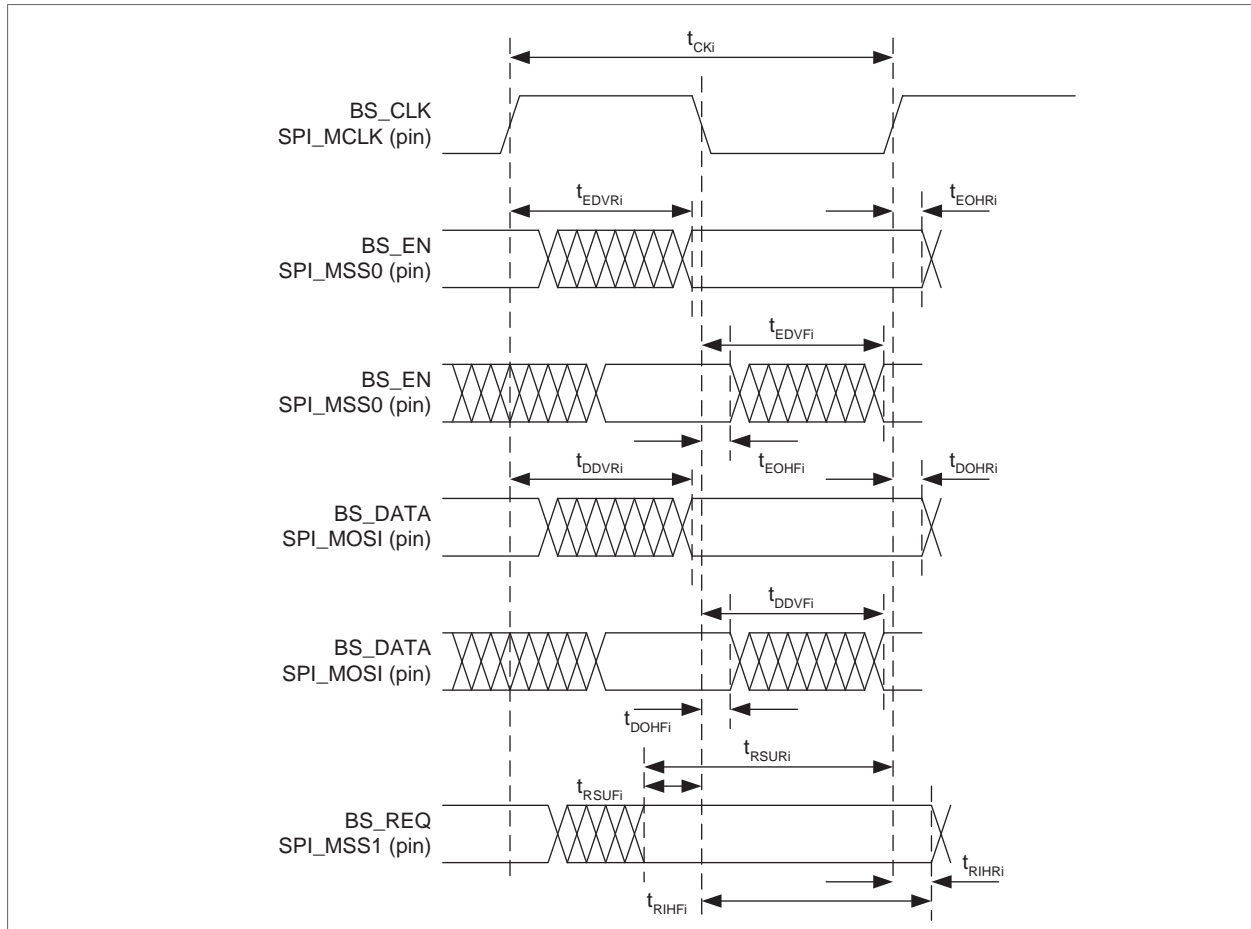 tCKi
BS_CLK
SPI_MCLK (pin)
tEDVRi
tEOHRi
BS_EN
SPI_MSS0 (pin)
tEDVFi
BS_EN
SPI_MSS0 (pin)
tEOHFi
tDDVRi
tDOHRi
BS_DATA
SPI_MOSI (pin)
tDDVFi
BS_DATA
SPI_MOSI (pin)
tDOHFi
tRSURi
tRSUFi
BS_REQ
SPI_MSS1 (pin)
tRIHRi
tRIHFi